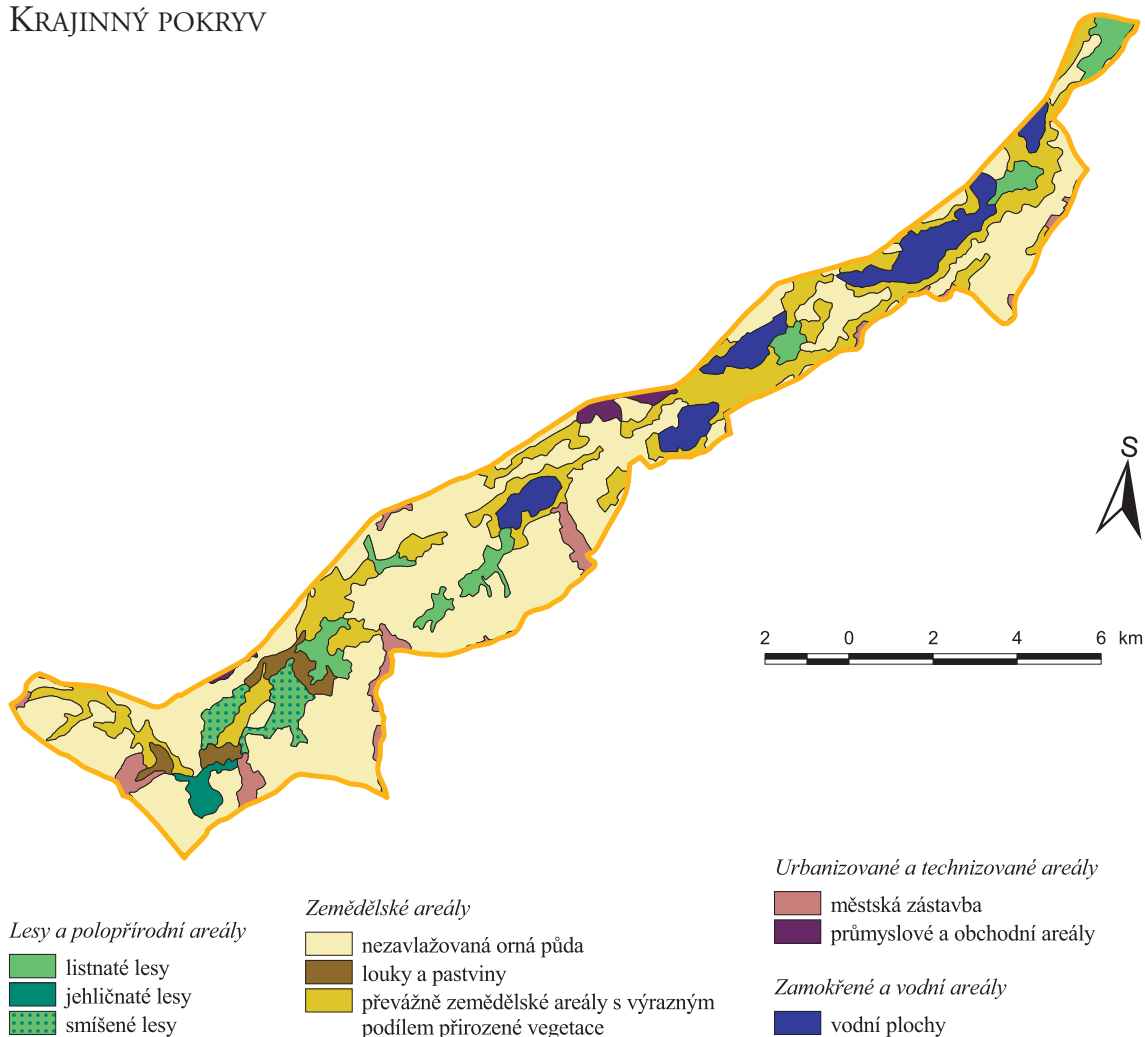 KRAJINNÝ POKRYV
S
2 0 2 4 6 km
Lesy a polopřírodní areály
listnaté lesy
jehličnaté lesy
smíšené lesy
Zemědělské areály
nezavlažovaná orná půda
louky a pastviny
převážně zemědělské areály s výrazným
podílem přirozené vegetace
Urbanizované a technizované areály
městská zástavba
průmyslové a obchodní areály
Zamokřené a vodní areály
vodní plochy